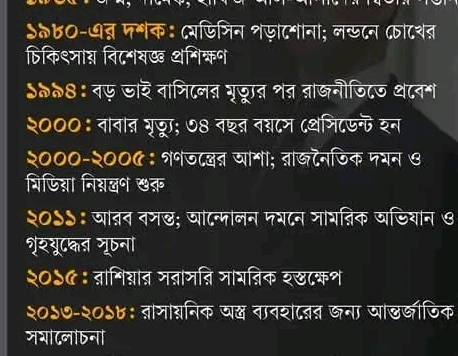 ১৯৮০-এর দশক: মেডিসিন পড়াশোনা; লন্ডনে চোখের
চিকিৎসায় বিশেষজ্ঞ প্রশিক্ষণ
১৯৯৪: বড় ভাই বাসিলের মৃত্যুর পর রাজনীতিতে প্রবেশ
২০০০: বাবার মৃত্যু; ৩৪ বছর বয়সে প্রেসিডেন্ট হন
২০০০-২০০৫: গণতন্ত্রের আশা; রাজনৈতিক দমন ও
মিডিয়া নিয়ন্ত্রণ শুরু
২০১১: আরব বসন্ত; আন্দোলন দমনে সামরিক অভিযান ও
গৃহযুদ্ধের সূচনা
২০১৫: রাশিয়ার সরাসরি সামরিক হস্তক্ষেপ
২০১৩-২০১৮: রাসায়নিক অস্ত্র ব্যবহারের জন্য আন্তর্জাতিক
সমালোচনা